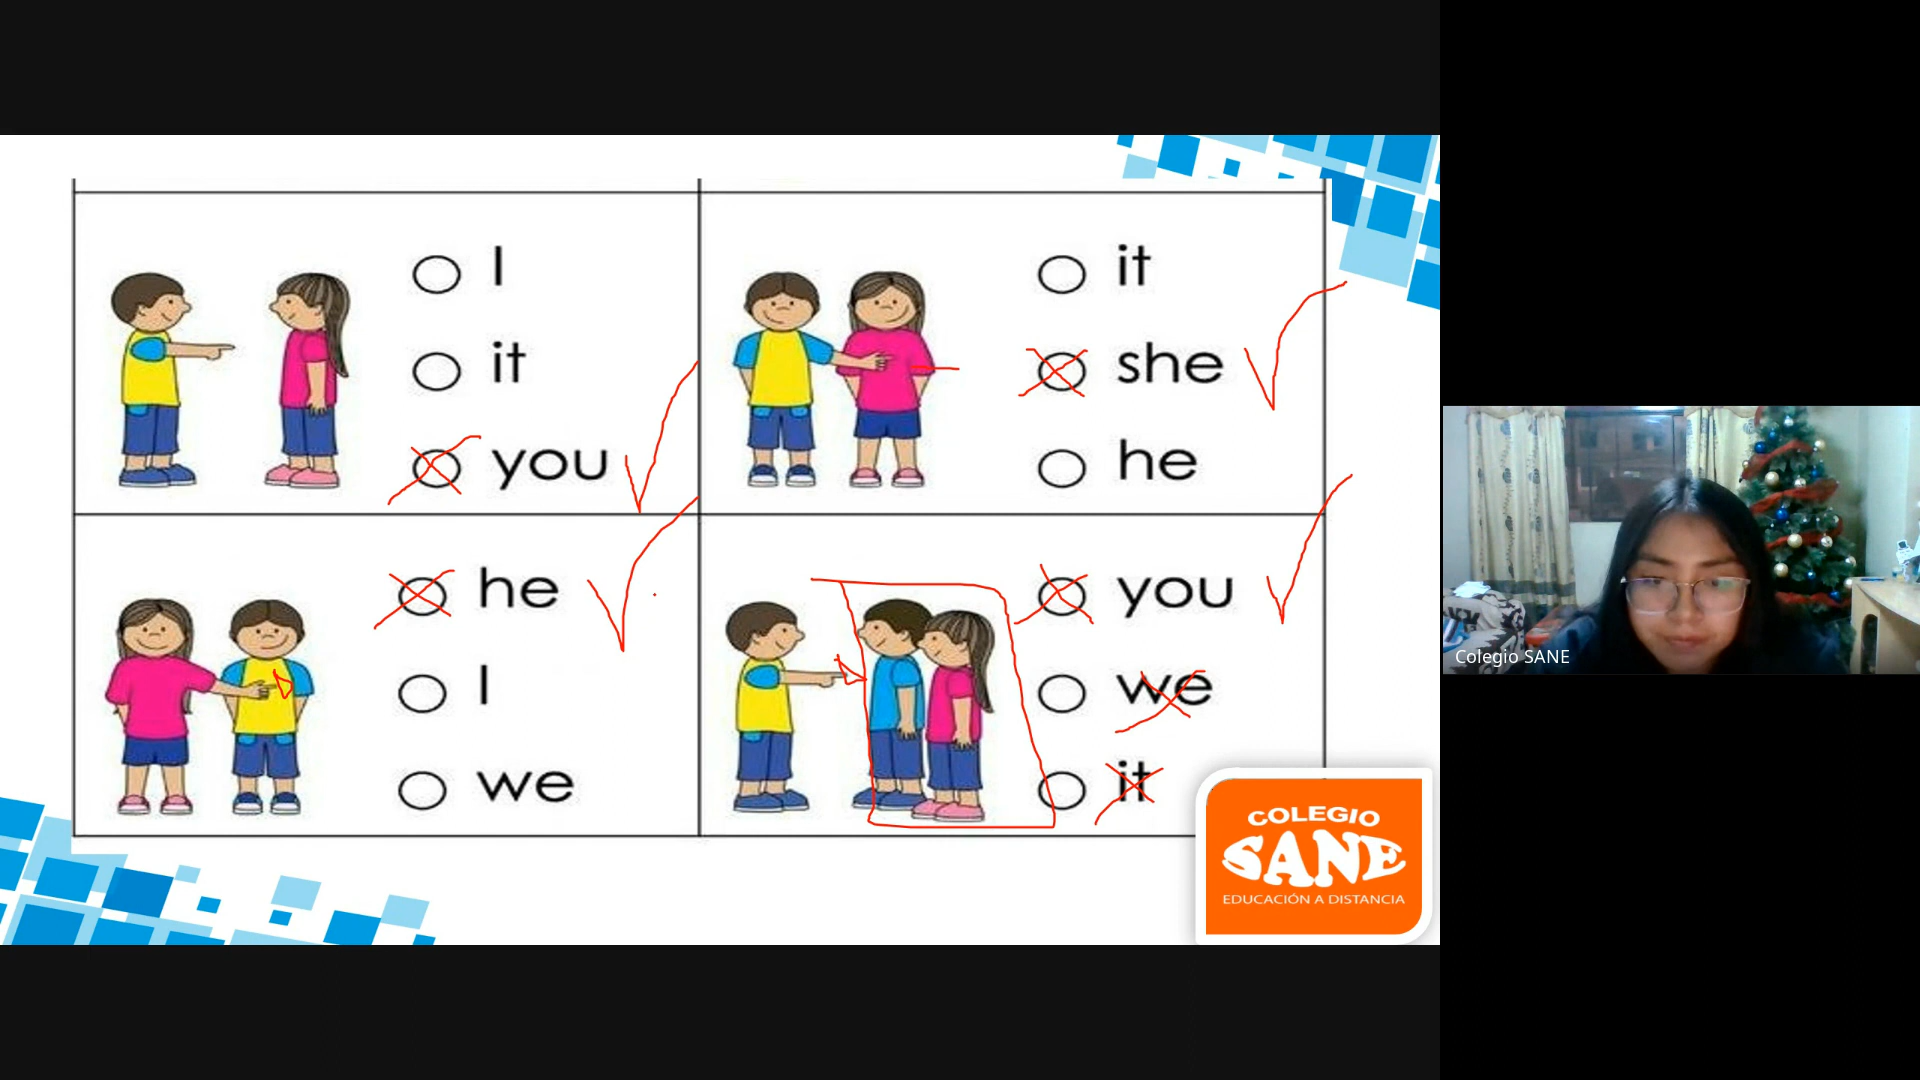 I
it
you
it
she
he
he
I
we
you
we
it
COLEGIO
SANE
EDUCACIÓN A DISTANCIA
Colegio SANE